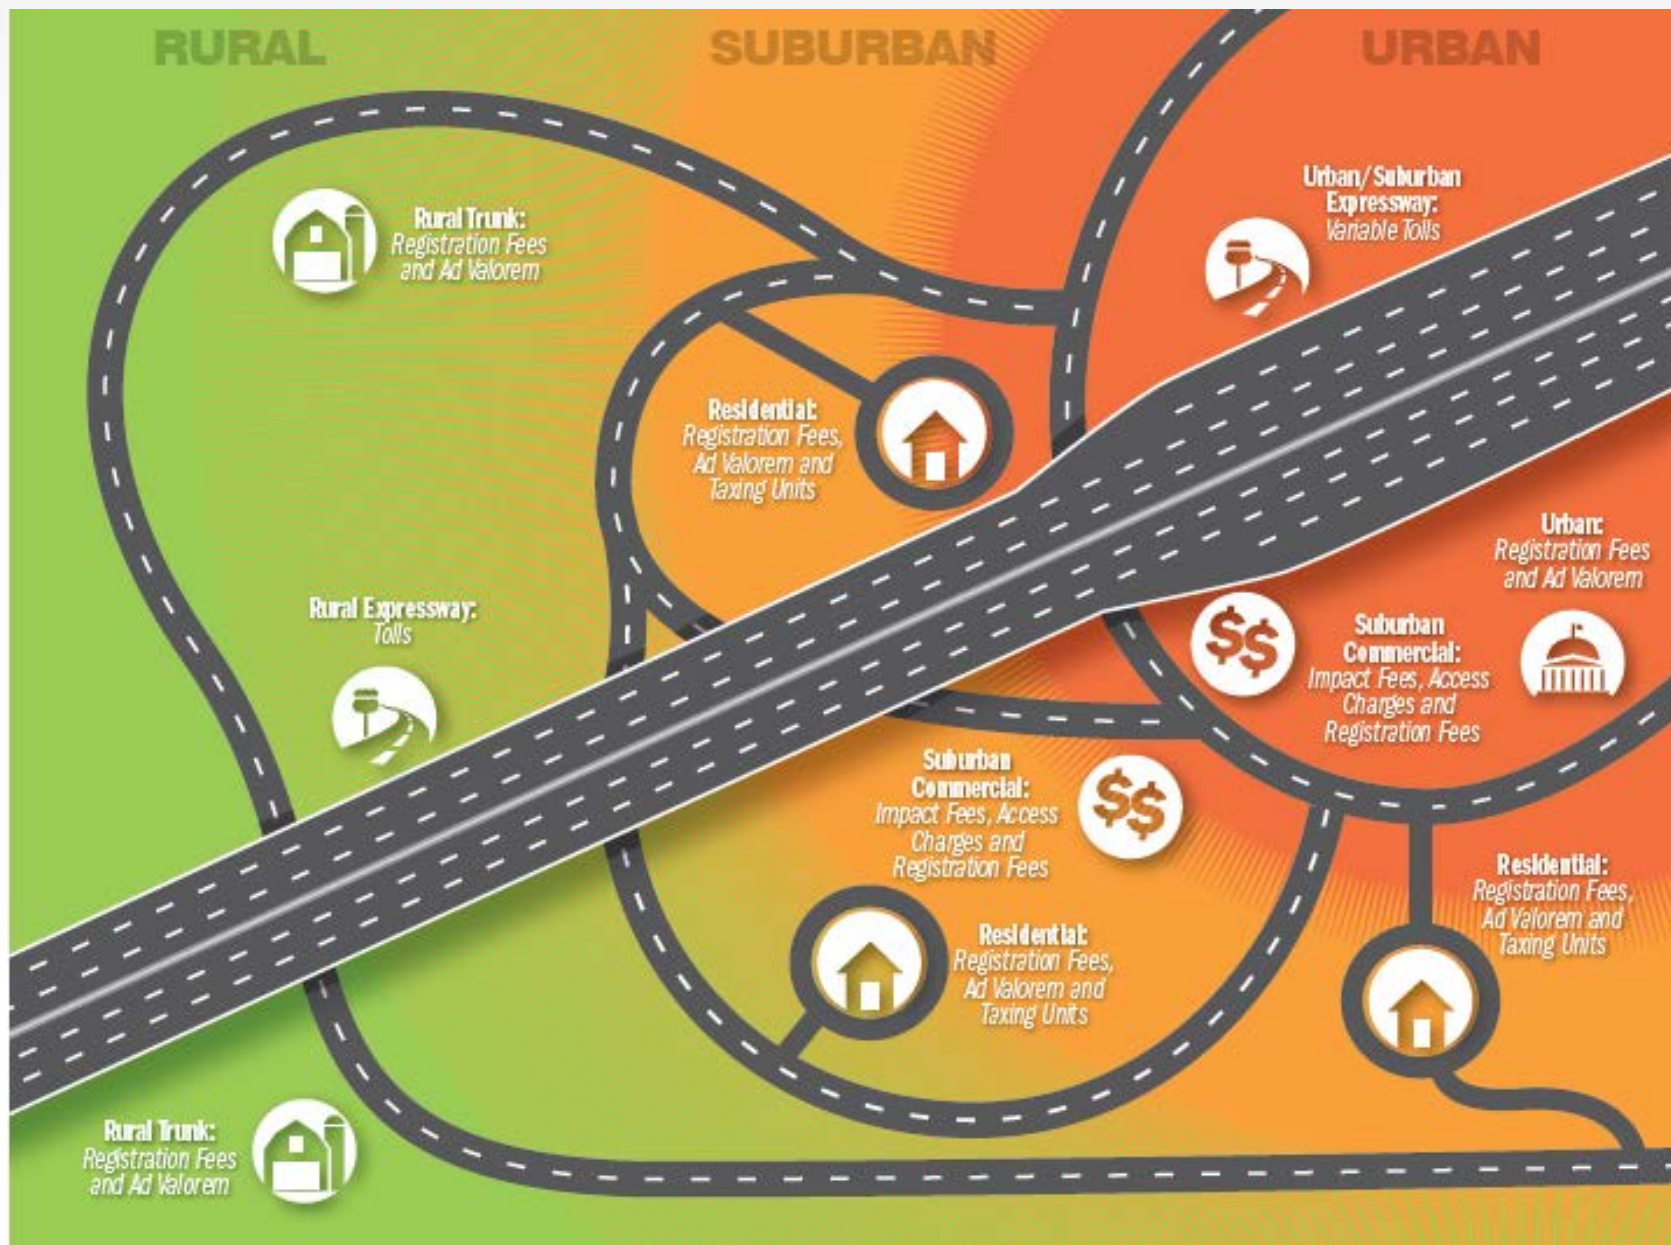 RURAL
SUBURBAN
URBAN
Rural Trunk:
Registration Fees
and Ad Valorem
Urban/Suburban
Expressway:
Variable Tolls
Residential:
Registration Fees,
Ad Valorem and
Taxing Units
Urban:
Registration Fees
and Ad Valorem
Rural Expressway:
Tolls
Suburban
Commercial:
Impact Fees, Access
Charges and
Registration Fees
$$
Suburban
Commercial:
Impact Fees, Access
Charges and
Registration Fees
$$
Residential:
Registration Fees,
Ad Valorem and
Taxing Units
Residential:
Registration Fees,
Ad Valorem and
Taxing Units
Rural Trunk:
Registration Fees
and Ad Valorem